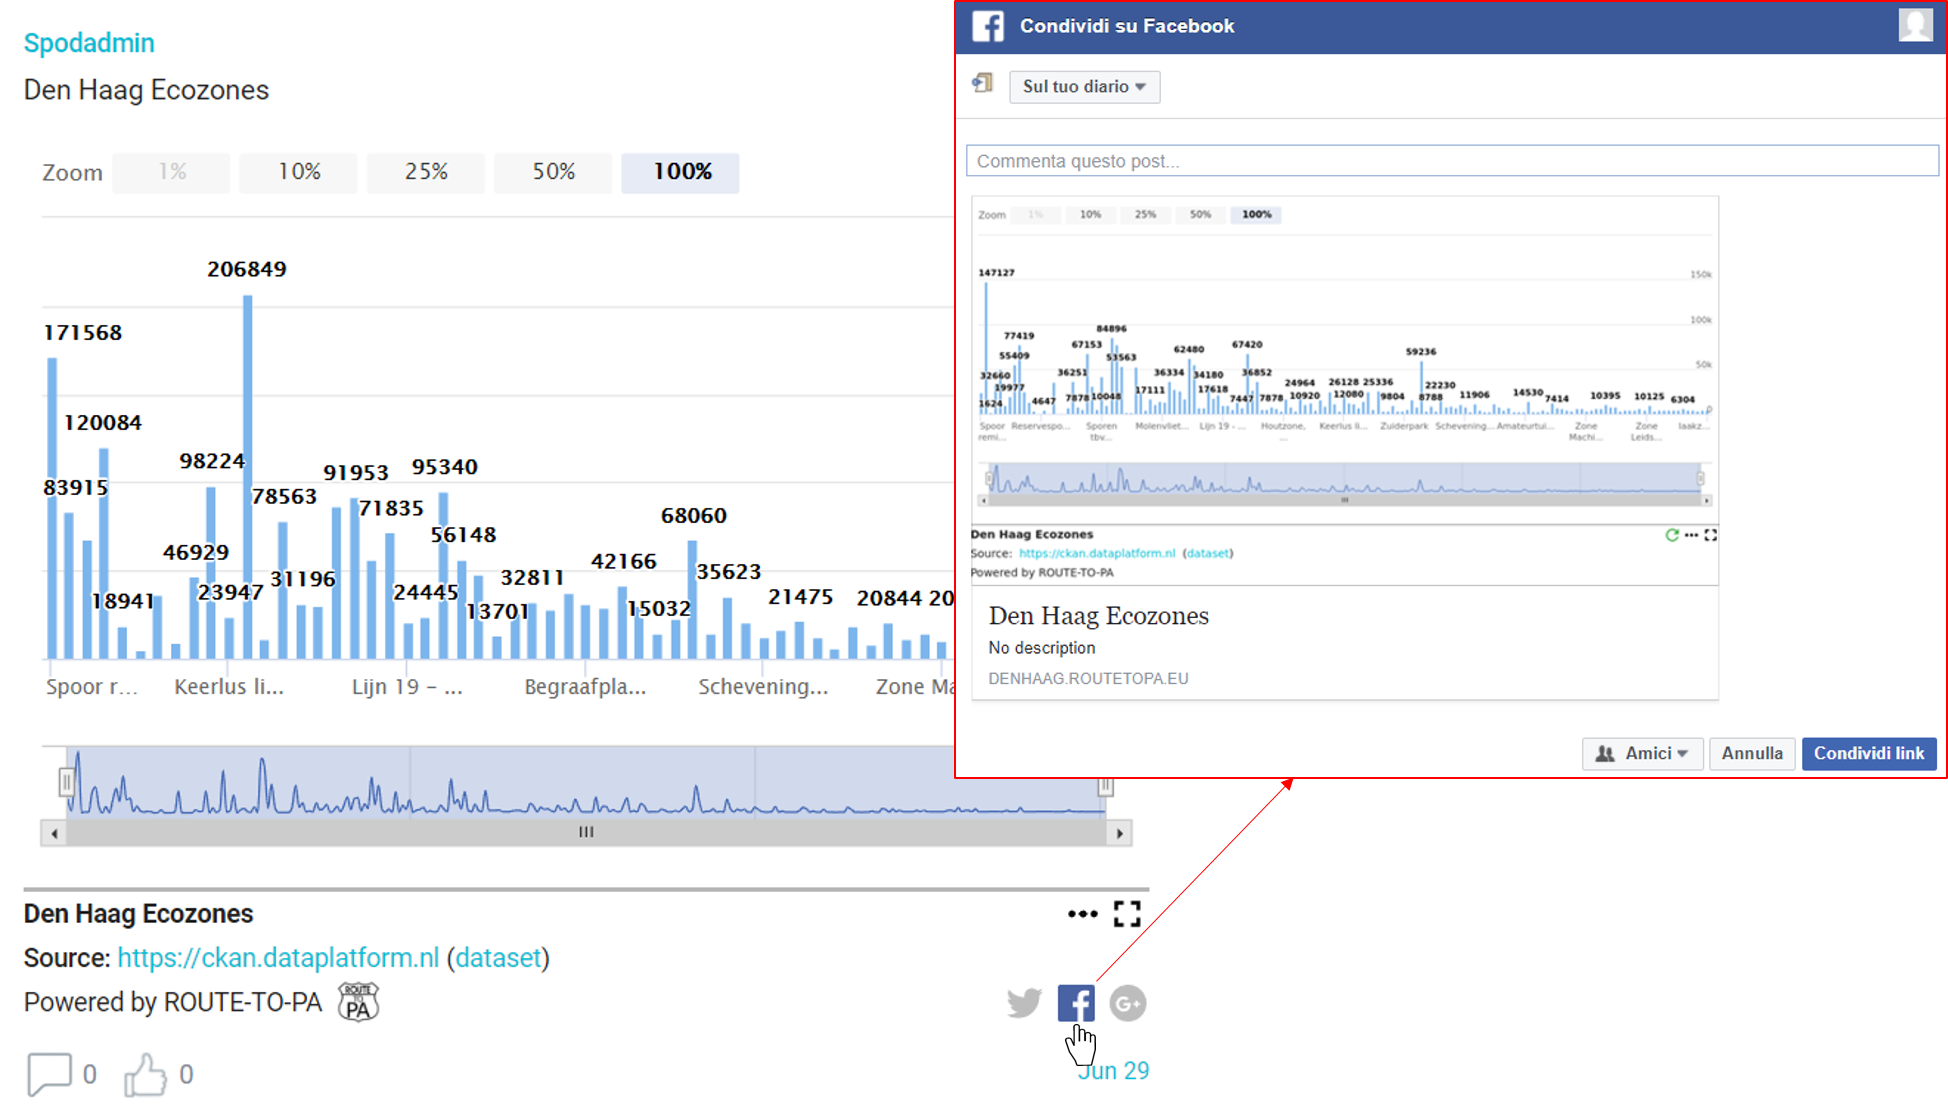 Spodadmin
Den Haag Ecozones
Zoom 1% 10% 25% 50% 100%
206849
171568
120084
98224
91953 95340
83915
78563
71835
68060
56148
46929
42166
31196
32811
35623
23947
24445
18941
13701
15032
21475
20844 20
Spoor r... Keerlus li... Lijn 19 – ... Begraafpla... Schevening... Zone Ma
Den Haag Ecozones
Source: https://ckan.dataplatform.nl (dataset)
Powered by ROUTE-TO-PA
ROUTE
TO
PA
G+
0 0
Jun 29
Condividi su Facebook
Sul tuo diario
Commenta questo post...
Zoom 1% 10% 25% 50% 100%
147127
150k
100k
84896
77419
67153
67420
62480
59236
55409
53563
50k
32660
36251
36334
34180
36852
19977
17111
17618
24964
26128 25336
22230
1624
4647
7878 10048
7447 7878
10920
12080
9804
8788
11906
14530
7414
10395
10125
6304
0
Spoor
remi...
Reservespo...
Sporen
tbv...
Molenvliet...
Lijn 19 - ...
Houtzone,
...
Keerlus li...
Zuiderpark
Schevening...
Amateurtui...
Zone
Machi...
Zone
Leids...
laakz...
Den Haag Ecozones
Source: https://ckan.dataplatform.nl (dataset)
Powered by ROUTE-TO-PA
Den Haag Ecozones
No description
DENHAAG.ROUTETOPA.EU
Amici Annulla Condividi link